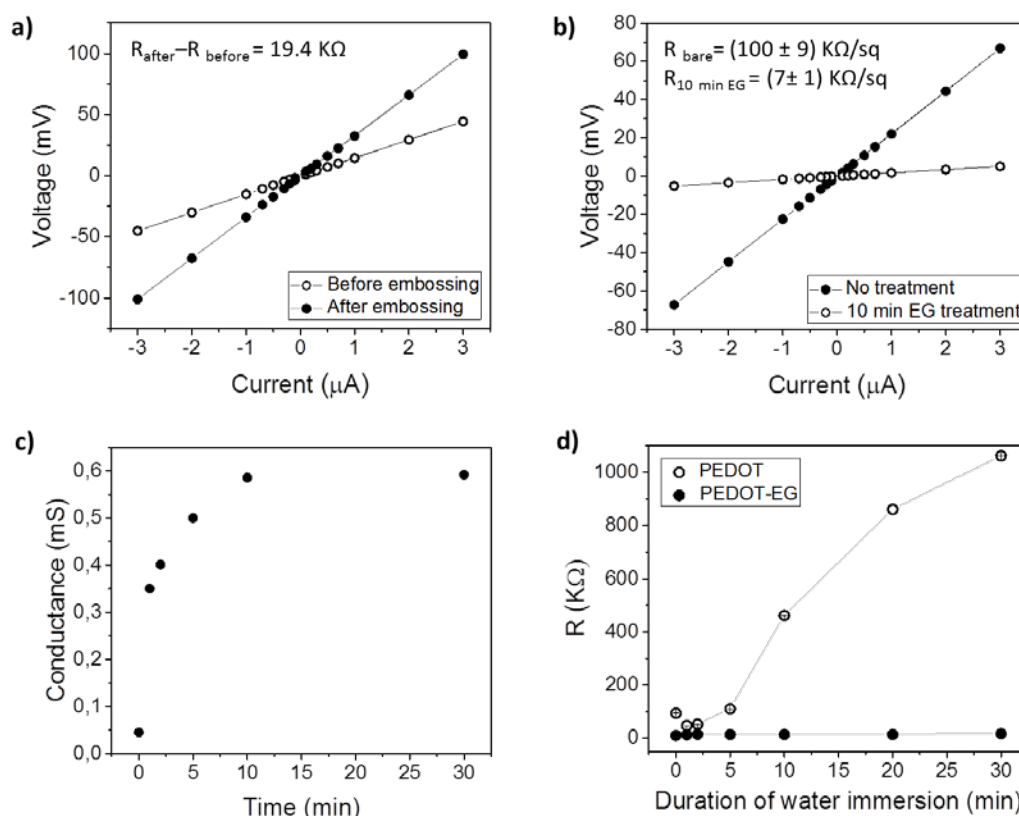 a)
R after–R before = 19.4 KΩ
Voltage (mV)
100
50
0
-50
-100
Before embossing
After embossing
-3 -2 -1 0 1 2 3
Current (μA)
b)
R bare = (100 ± 9) KΩ/sq
R 10 min EG = (7± 1) KΩ/sq
Voltage (mV)
80
60
40
20
0
-20
-40
-60
-80
No treatment
10 min EG treatment
-3 -2 -1 0 1 2 3
Current (μA)
c)
Conductance (mS)
0,6
0,5
0,4
0,3
0,2
0,1
0,0
0 5 10 15 20 25 30
Time (min)
d)
PEDOT
PEDOT-EG
R (KΩ)
1000
800
600
400
200
0
0 5 10 15 20 25 30
Duration of water immersion (min)